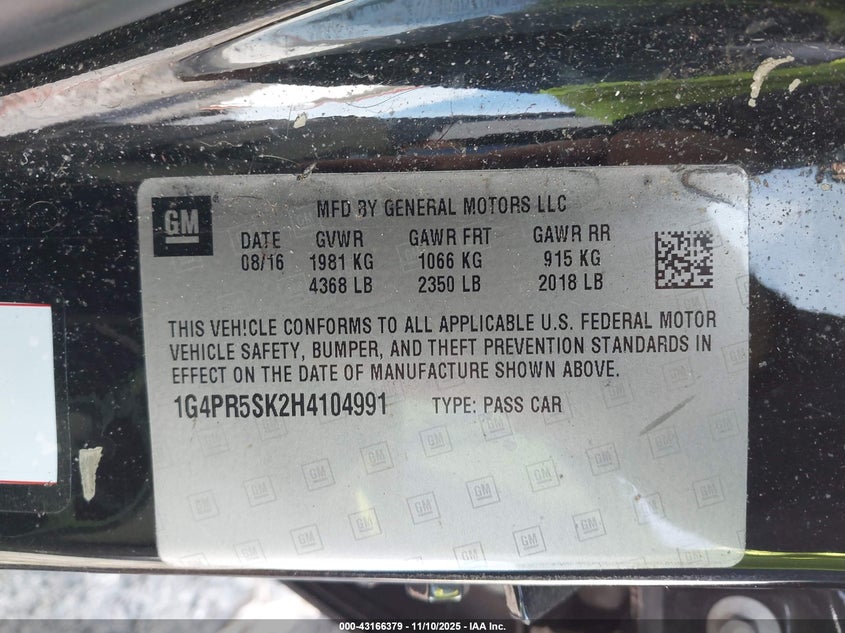 GM
MFD BY GENERAL MOTORS LLC
DATE GVWR GAWR FRT GAWR RR
08/16 1981 KG 1066 KG 915 KG
4368 LB 2350 LB 2018 LB
THIS VEHICLE CONFORMS TO ALL APPLICABLE U.S. FEDERAL MOTOR
VEHICLE SAFETY, BUMPER, AND THEFT PREVENTION STANDARDS IN
EFFECT ON THE DATE OF MANUFACTURE SHOWN ABOVE.
1G4PR5SK2H4104991 TYPE: PASS CAR
000-43166379 - 11/10/2025 - IAA Inc.